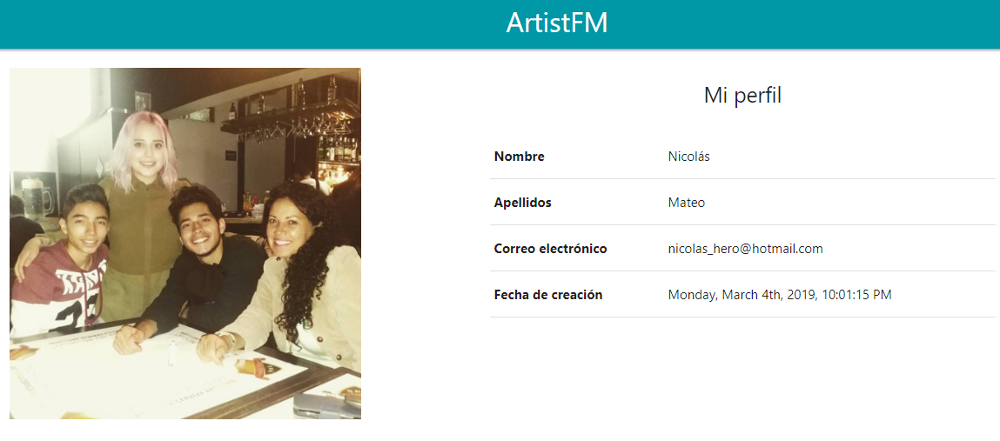 ArtistFM
Mi perfil
Nombre Nicolás
Apellidos Mateo
Correo electrónico nicolas_hero@hotmail.com
Fecha de creación Monday, March 4th, 2019, 10:01:15 PM